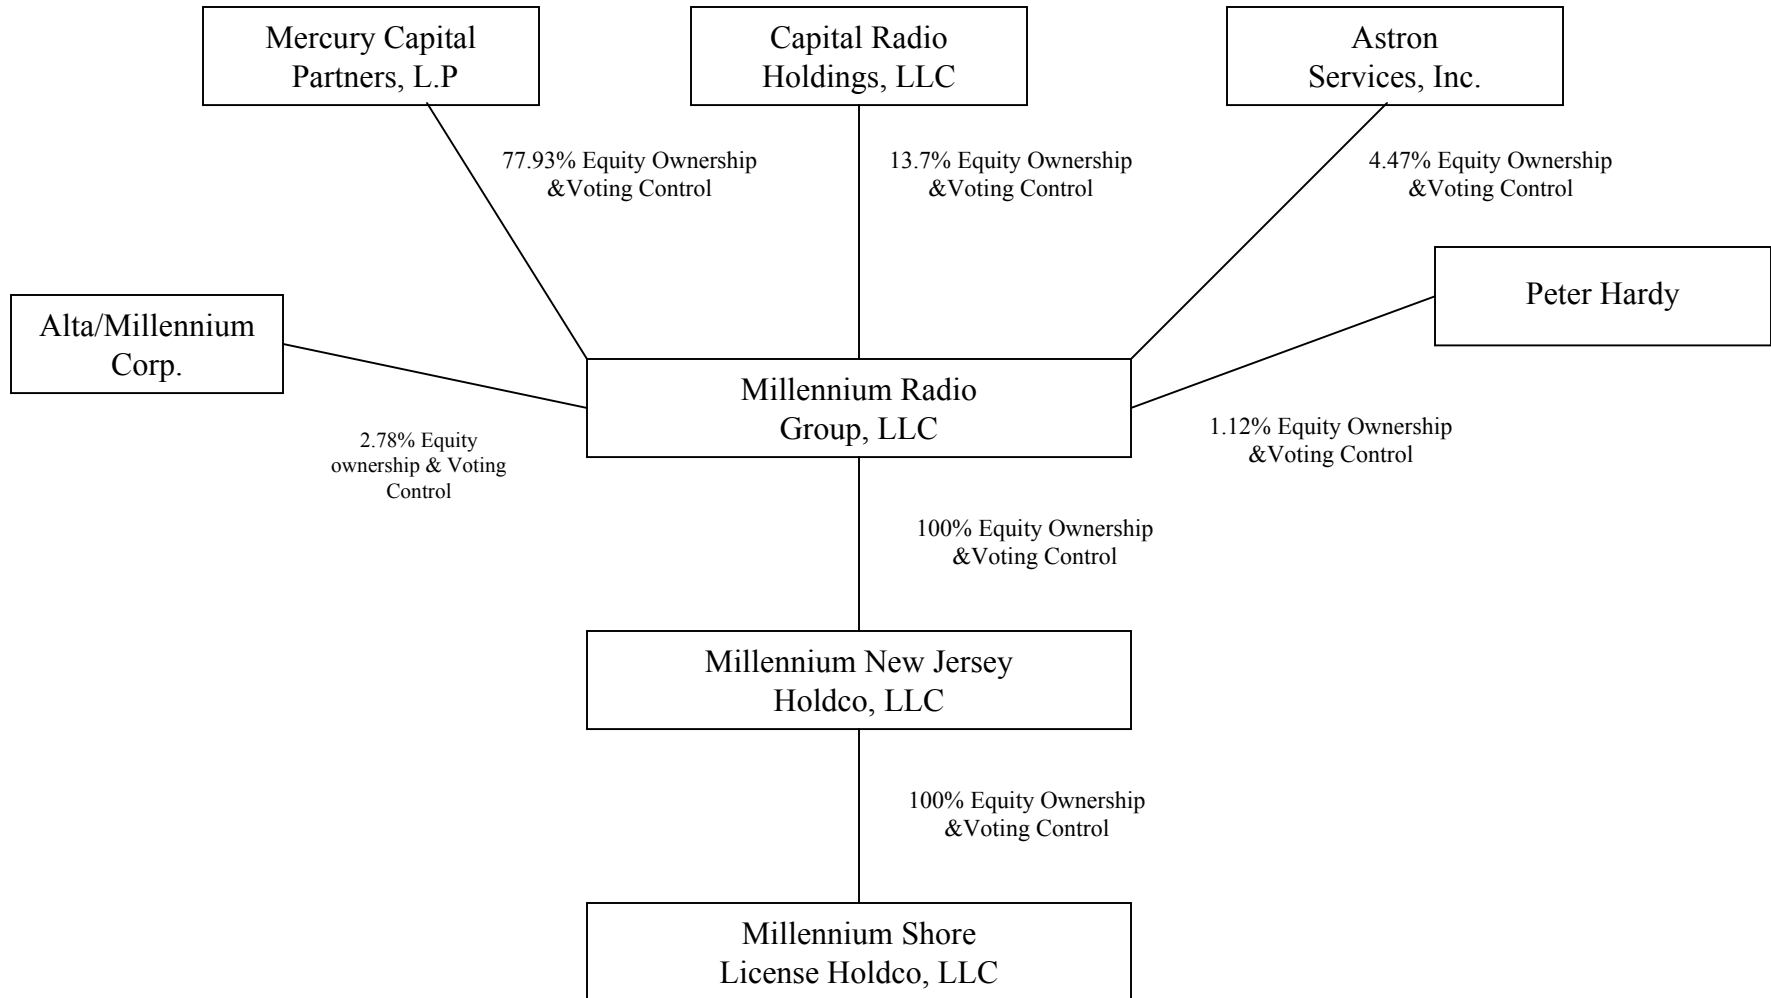 Mercury Capital
Partners, L.P
Capital Radio
Holdings, LLC
Astron
Services, Inc.
77.93% Equity Ownership
&Voting Control
13.7% Equity Ownership
&Voting Control
4.47% Equity Ownership
&Voting Control
Peter Hardy
Alta/Millennium
Corp.
Millennium Radio
Group, LLC
2.78% Equity
ownership & Voting
Control
1.12% Equity Ownership
&Voting Control
100% Equity Ownership
&Voting Control
Millennium New Jersey
Holdco, LLC
100% Equity Ownership
&Voting Control
Millennium Shore
License Holdco, LLC